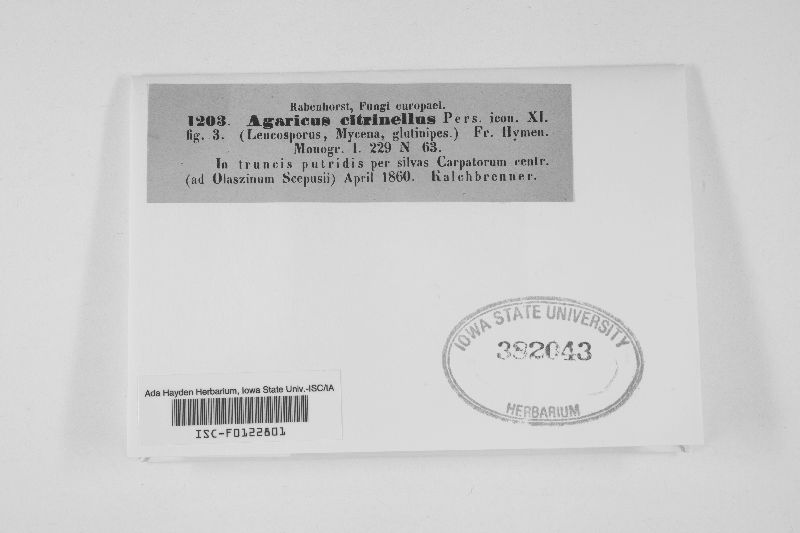 Rabenhorst, Fungi europaei.
1203. Agaricus citrinellus Pers. icon. XI.
fig. 3. (Leucosporus, Mycena, glutinipes.) Fr. Hymen.
Monogr. 1. 229 N 63.
In truncis putridis per silvas Carpatorum centr.
(ad Olaszinum Scepusii) April 1860. Kalchbrenner.
IOWA STATE UNIVERSITY
382043
HERBARIUM
Ada Hayden Herbarium, Iowa State Univ.-ISC/IA
ISC-F0122801